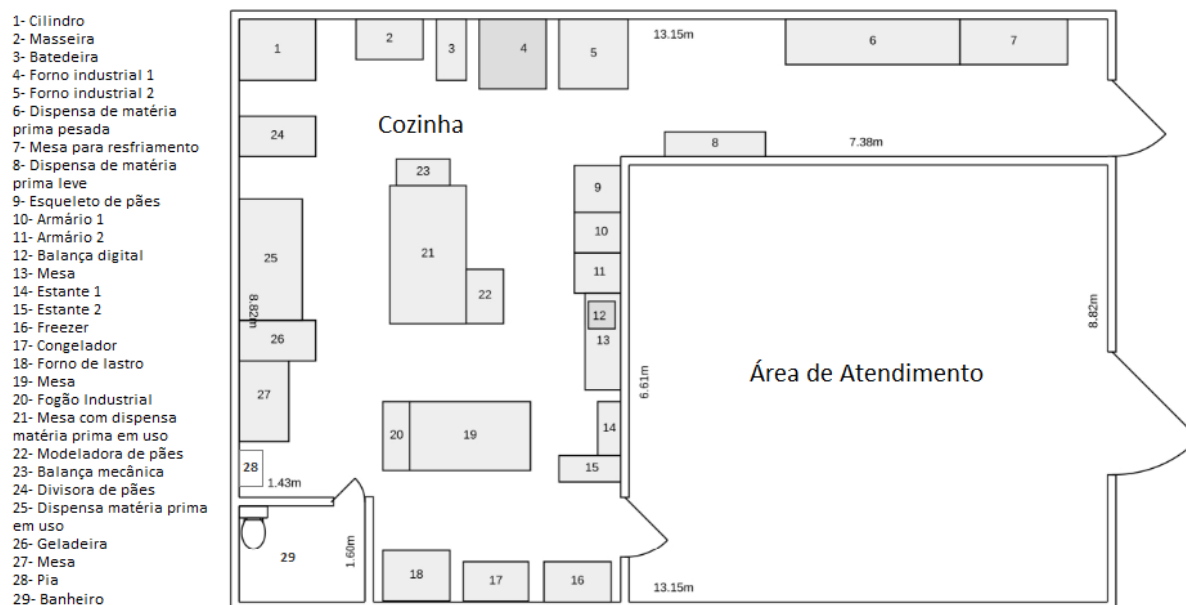 1- Cilindro
2- Masseira
3- Batedeira
4- Forno industrial 1
5- Forno industrial 2
6- Dispensa de matéria
prima pesada
7- Mesa para resfriamento
8- Dispensa de matéria
prima leve
9- Esqueleto de pães
10- Armário 1
11- Armário 2
12- Balança digital
13- Mesa
14- Estante 1
15- Estante 2
16- Freezer
17- Congelador
18- Forno de lastro
19- Mesa
20- Fogão Industrial
21- Mesa com dispensa
matéria prima em uso
22- Modeladora de pães
23- Balança mecânica
24- Divisora de pães
25- Dispensa matéria prima
em uso
26- Geladeira
27- Mesa
28- Pia
29- Banheiro
1
2
3
4
5
13.15m
6
7
Cozinha
24
8
7.38m
23
9
10
21
11
25
22
8.82m
12
8.82m
26
13
6.61m
Área de Atendimento
27
20
19
14
15
28
1.43m
29
1.60m
18
17
16
13.15m